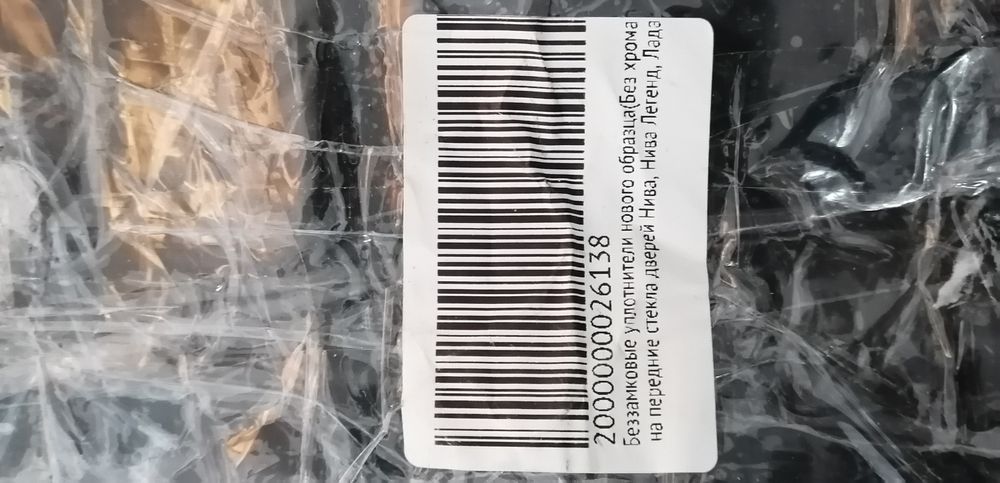 2000000026138
Беззамковые уплотнители нового образца(без хрома
на передние стекла дверей Нива, Нива Легенд, Лада